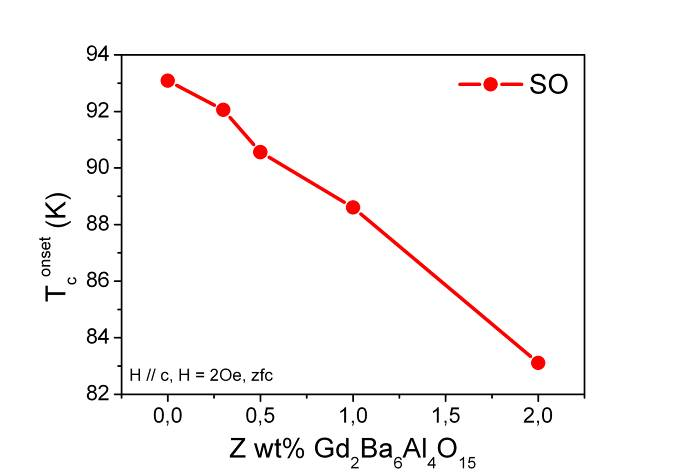 94
92
90
88
86
84
82
T_c^onset (K)
SO
H // c, H = 2Oe, zfc
0,0 0,5 1,0 1,5 2,0
Z wt% Gd₂Ba₆Al₄O₁₅